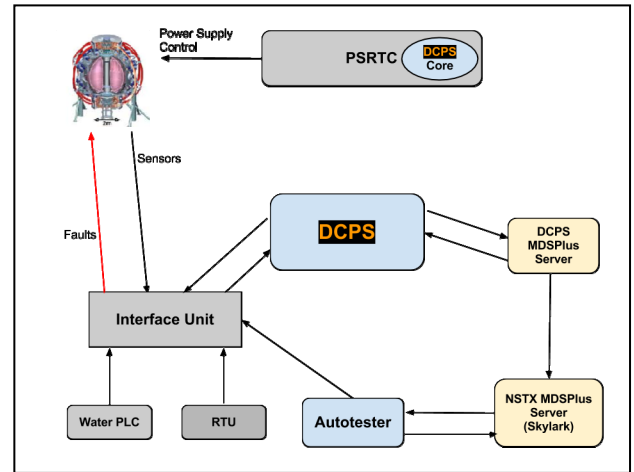 Power Supply
Control
PSRTC
DCPS
Core
2m
Sensors
Faults
DCPS
DCPS
MDSPlus
Server
Interface Unit
Water PLC
RTU
Autotester
NSTX MDSPlus
Server
(Skylark)